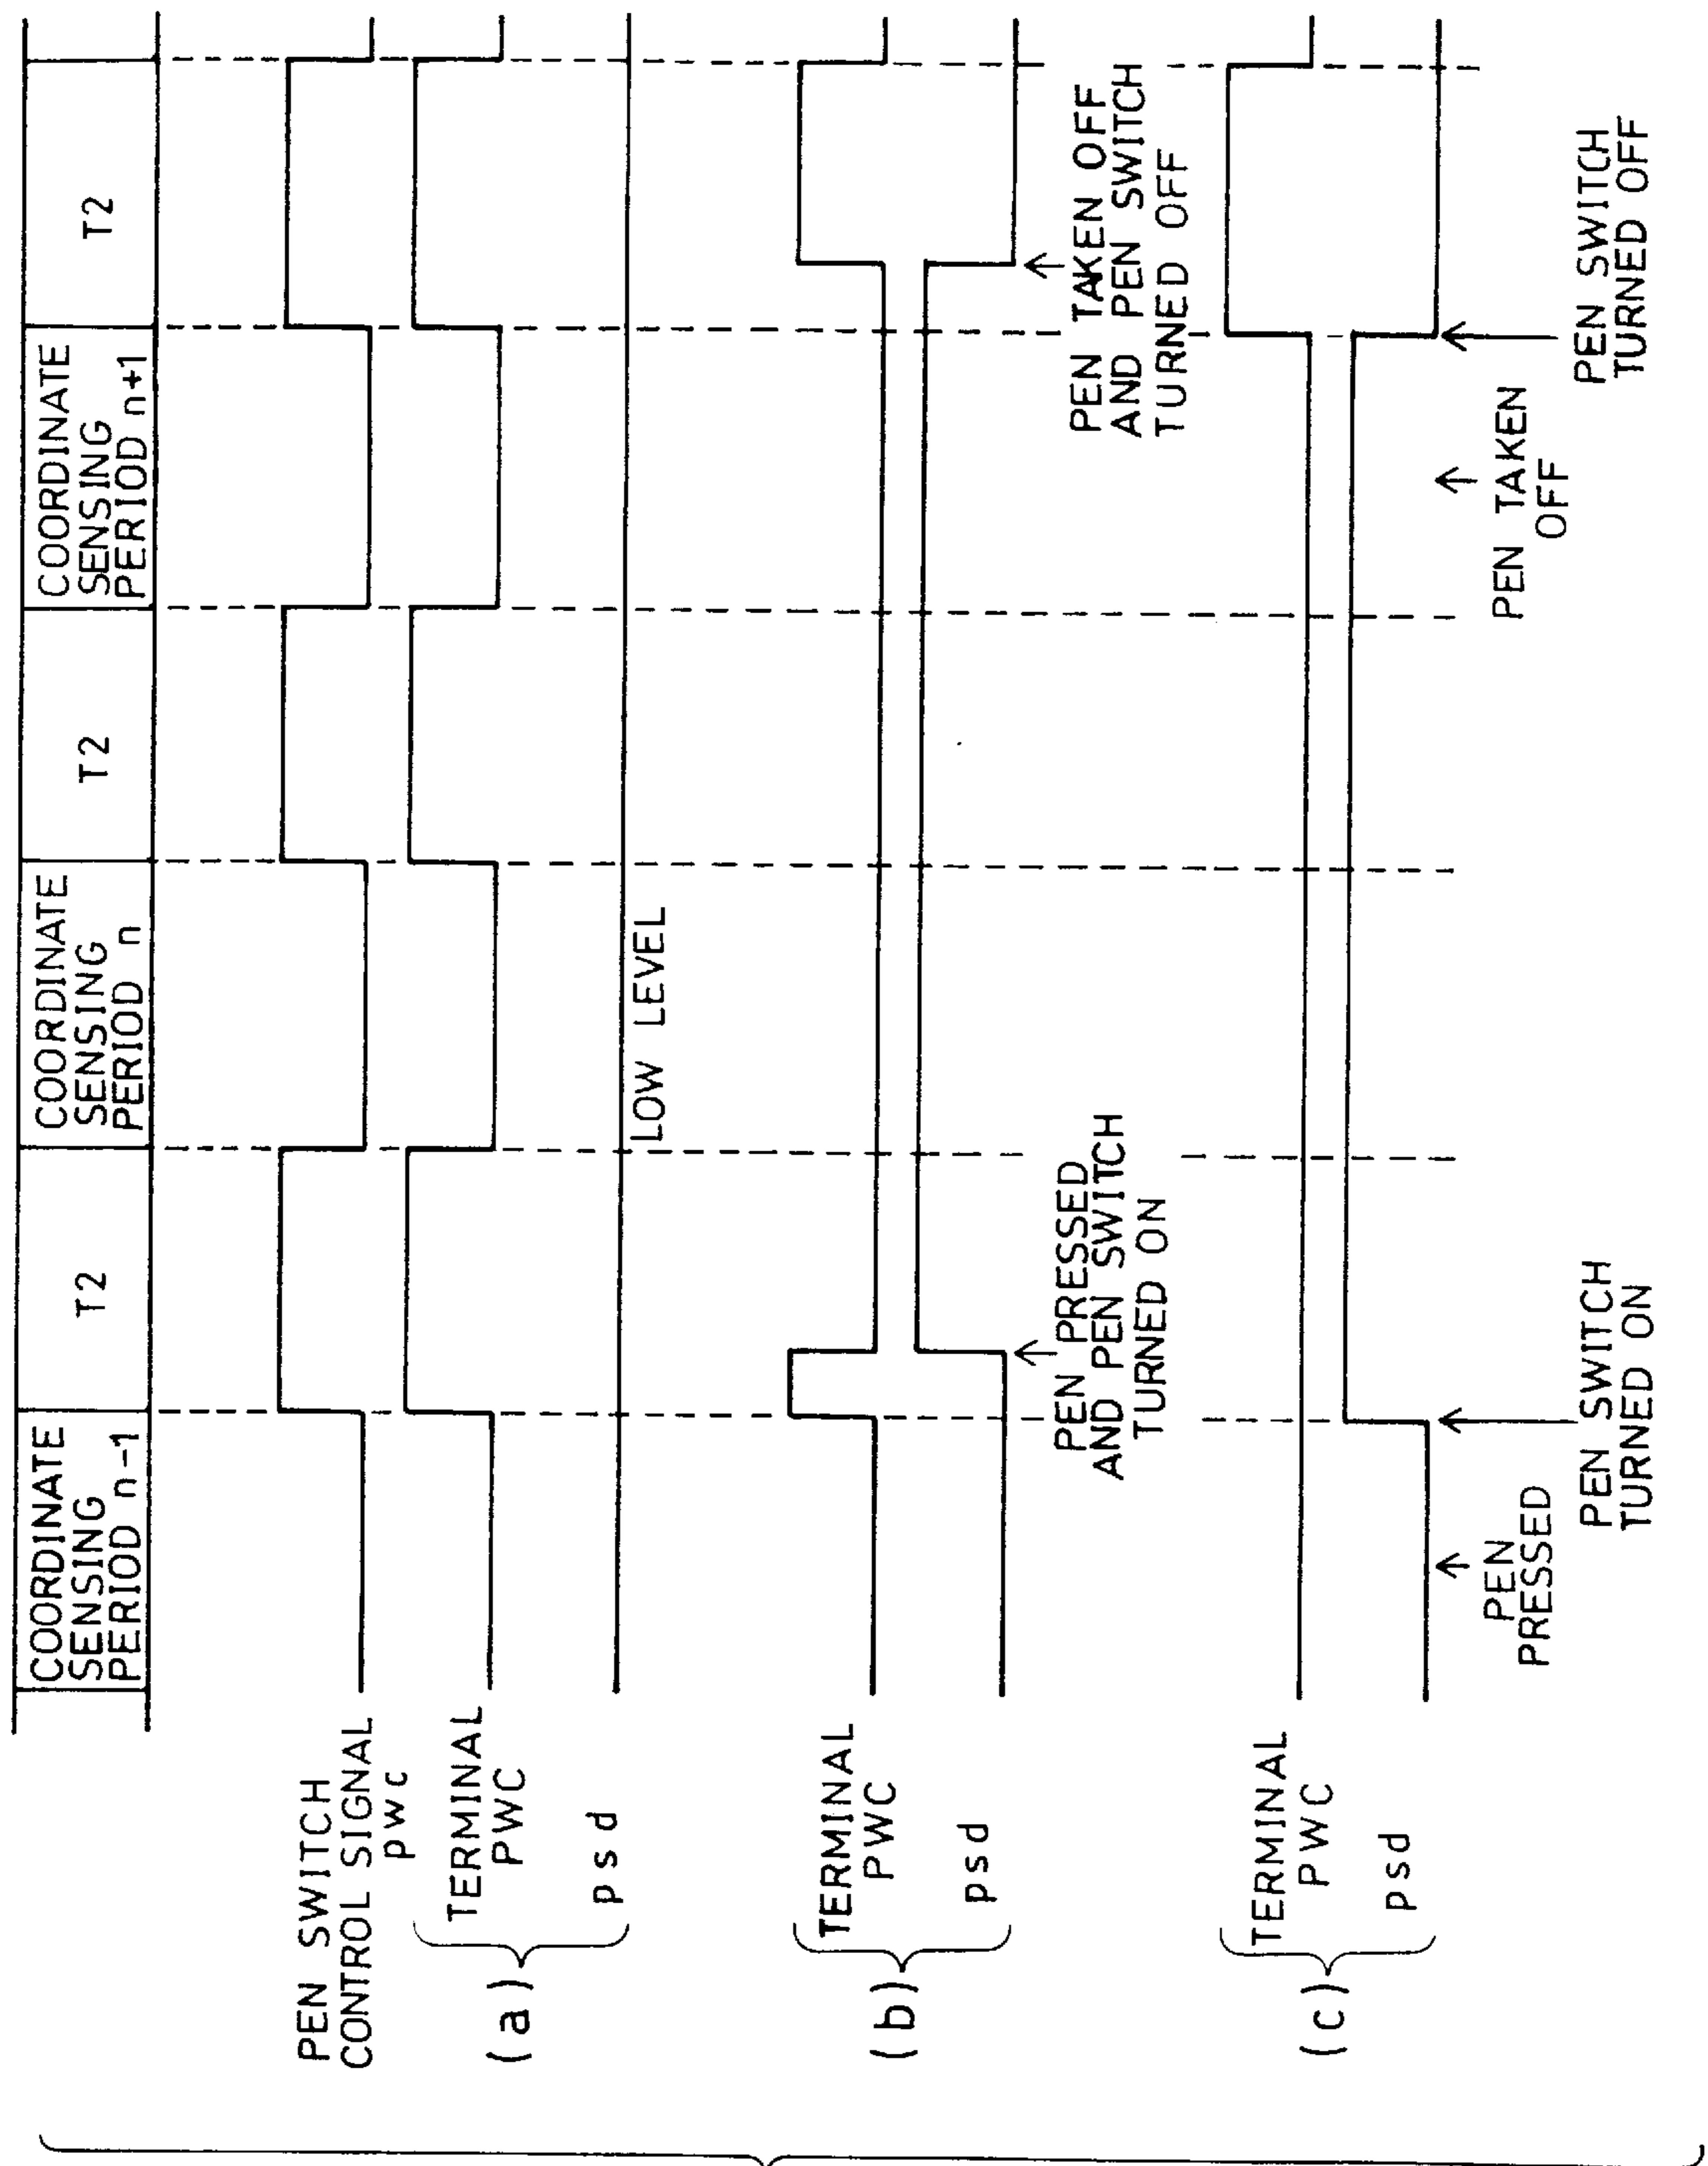 COORDINATE
SENSING
PERIOD n-1
T2
COORDINATE
SENSING
PERIOD n
T2
COORDINATE
SENSING
PERIOD n+1
T2
PEN SWITCH
CONTROL SIGNAL
pwc
(a)
TERMINAL
PWC
psd
LOW LEVEL
(b)
TERMINAL
PWC
psd
PEN PRESSED
AND PEN SWITCH
TURNED ON
PEN TAKEN OFF
AND PEN SWITCH
TURNED OFF
(c)
TERMINAL
PWC
psd
PEN
PRESSED
PEN SWITCH
TURNED ON
PEN TAKEN
OFF
PEN SWITCH
TURNED OFF